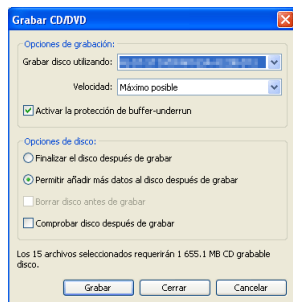 Grabar CD/DVD
Opciones de grabación:
Grabar disco utilizando:
Velocidad: Máximo posible
Activar la protección de buffer-underrun
Opciones de disco:
Finalizar el disco después de grabar
Permitir añadir más datos al disco después de grabar
Borrar disco antes de grabar
Comprobar disco después de grabar
Los 15 archivos seleccionados requerirán 1 655.1 MB CD grabable
disco.
Grabar Cerrar Cancelar